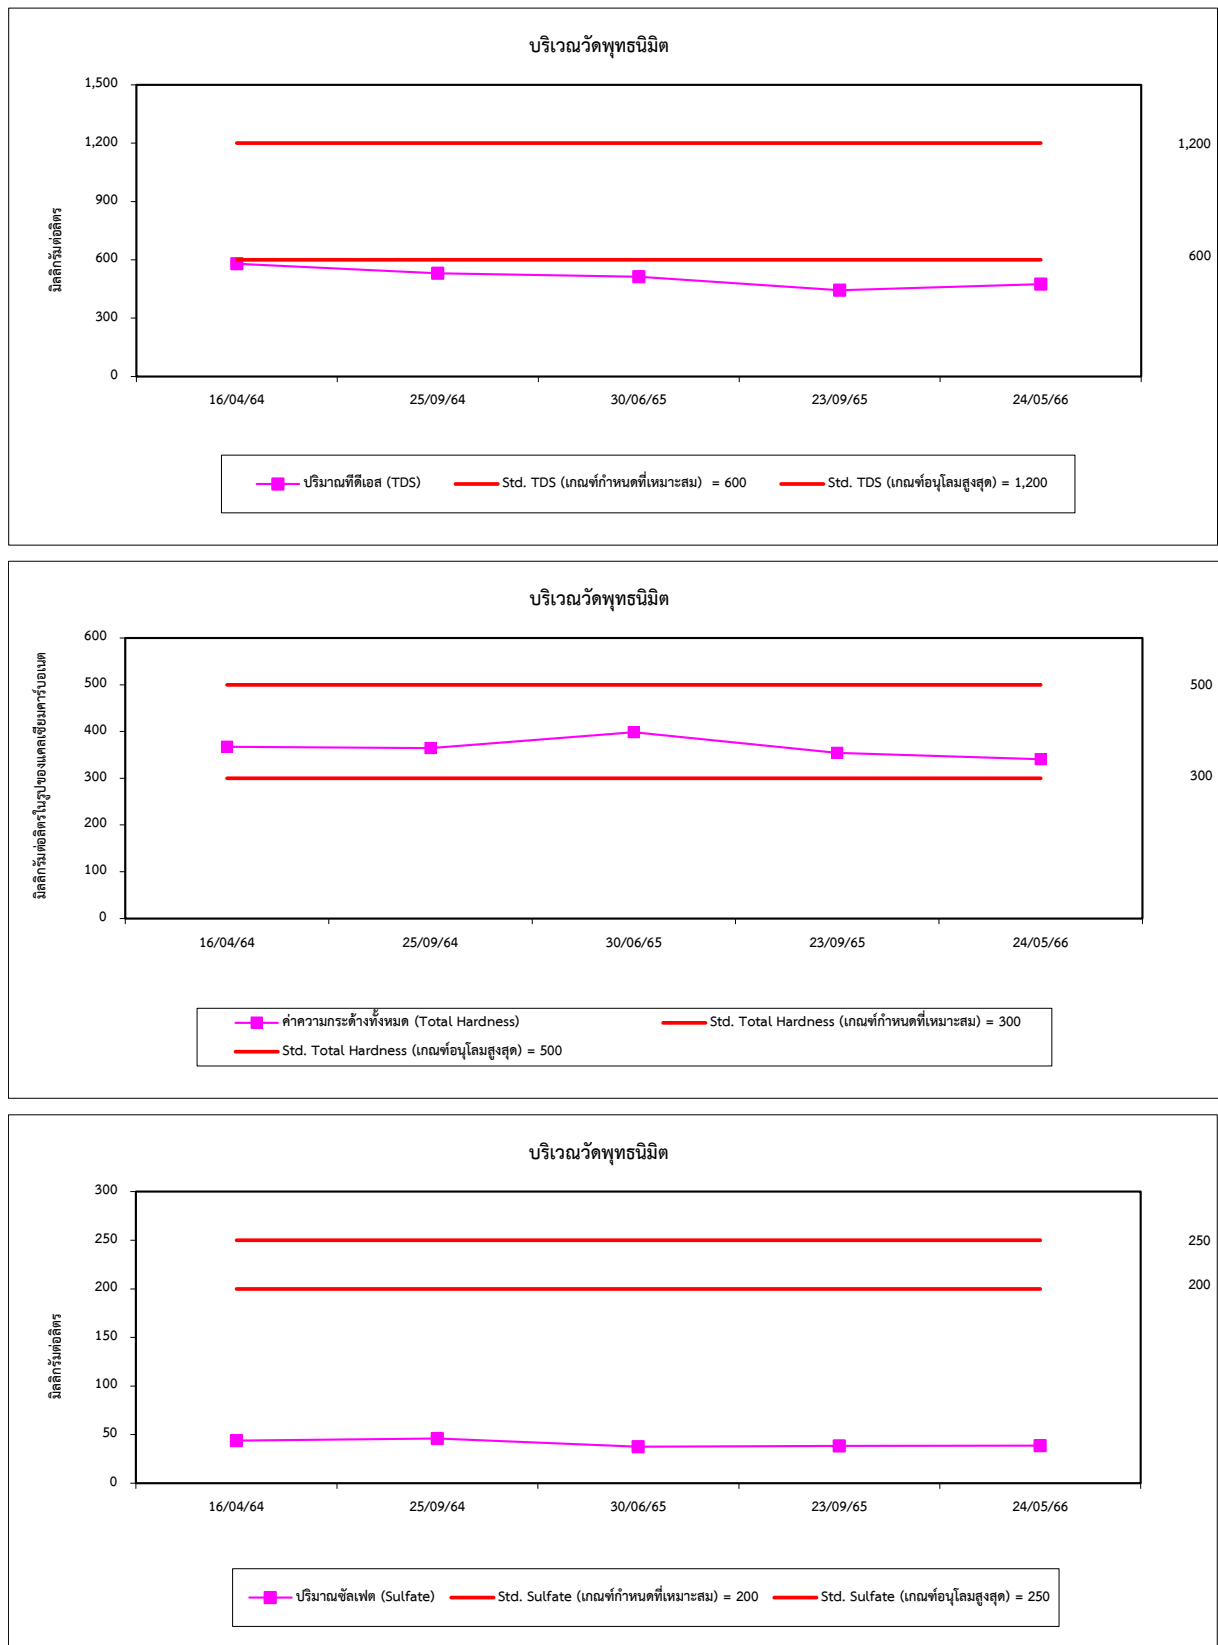 บริเวณวัดพุทธนิมิต
1,500
1,200
1,200
900
600
600
300
0
มิลลิกรัมต่อลิตร
16/04/64 25/09/64 30/06/65 23/09/65 24/05/66
ปริมาณทีดีเอส (TDS) Std. TDS (เกณฑ์กำหนดที่เหมาะสม) = 600 Std. TDS (เกณฑ์อนุโลมสูงสุด) = 1,200
บริเวณวัดพุทธนิมิต
600
500
500
400
300
300
200
100
0
มิลลิกรัมต่อลิตรในรูปของแคลเซียมคาร์บอเนต
16/04/64 25/09/64 30/06/65 23/09/65 24/05/66
ค่าความกระด้างทั้งหมด (Total Hardness) Std. Total Hardness (เกณฑ์กำหนดที่เหมาะสม) = 300
Std. Total Hardness (เกณฑ์อนุโลมสูงสุด) = 500
บริเวณวัดพุทธนิมิต
300
250
250
200
200
150
100
50
0
มิลลิกรัมต่อลิตร
16/04/64 25/09/64 30/06/65 23/09/65 24/05/66
ปริมาณซัลเฟต (Sulfate) Std. Sulfate (เกณฑ์กำหนดที่เหมาะสม) = 200 Std. Sulfate (เกณฑ์อนุโลมสูงสุด) = 250